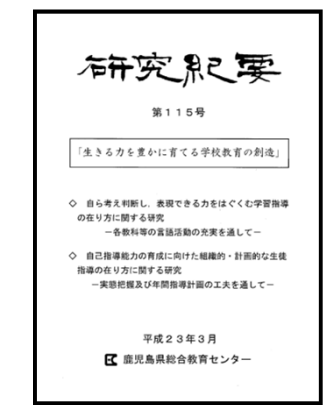 研究紀要
第115号
「生きる力を豊かに育てる学校教育の創造」
◇ 自ら考え判断し，表現できる力をはぐくむ学習指導
の在り方に関する研究
－各教科等の言語活動の充実を通して－
◇ 自己指導能力の育成に向けた組織的・計画的な生徒
指導の在り方に関する研究
－実態把握及び年間指導計画の工夫を通して－
平成23年3月
鹿児島県総合教育センター